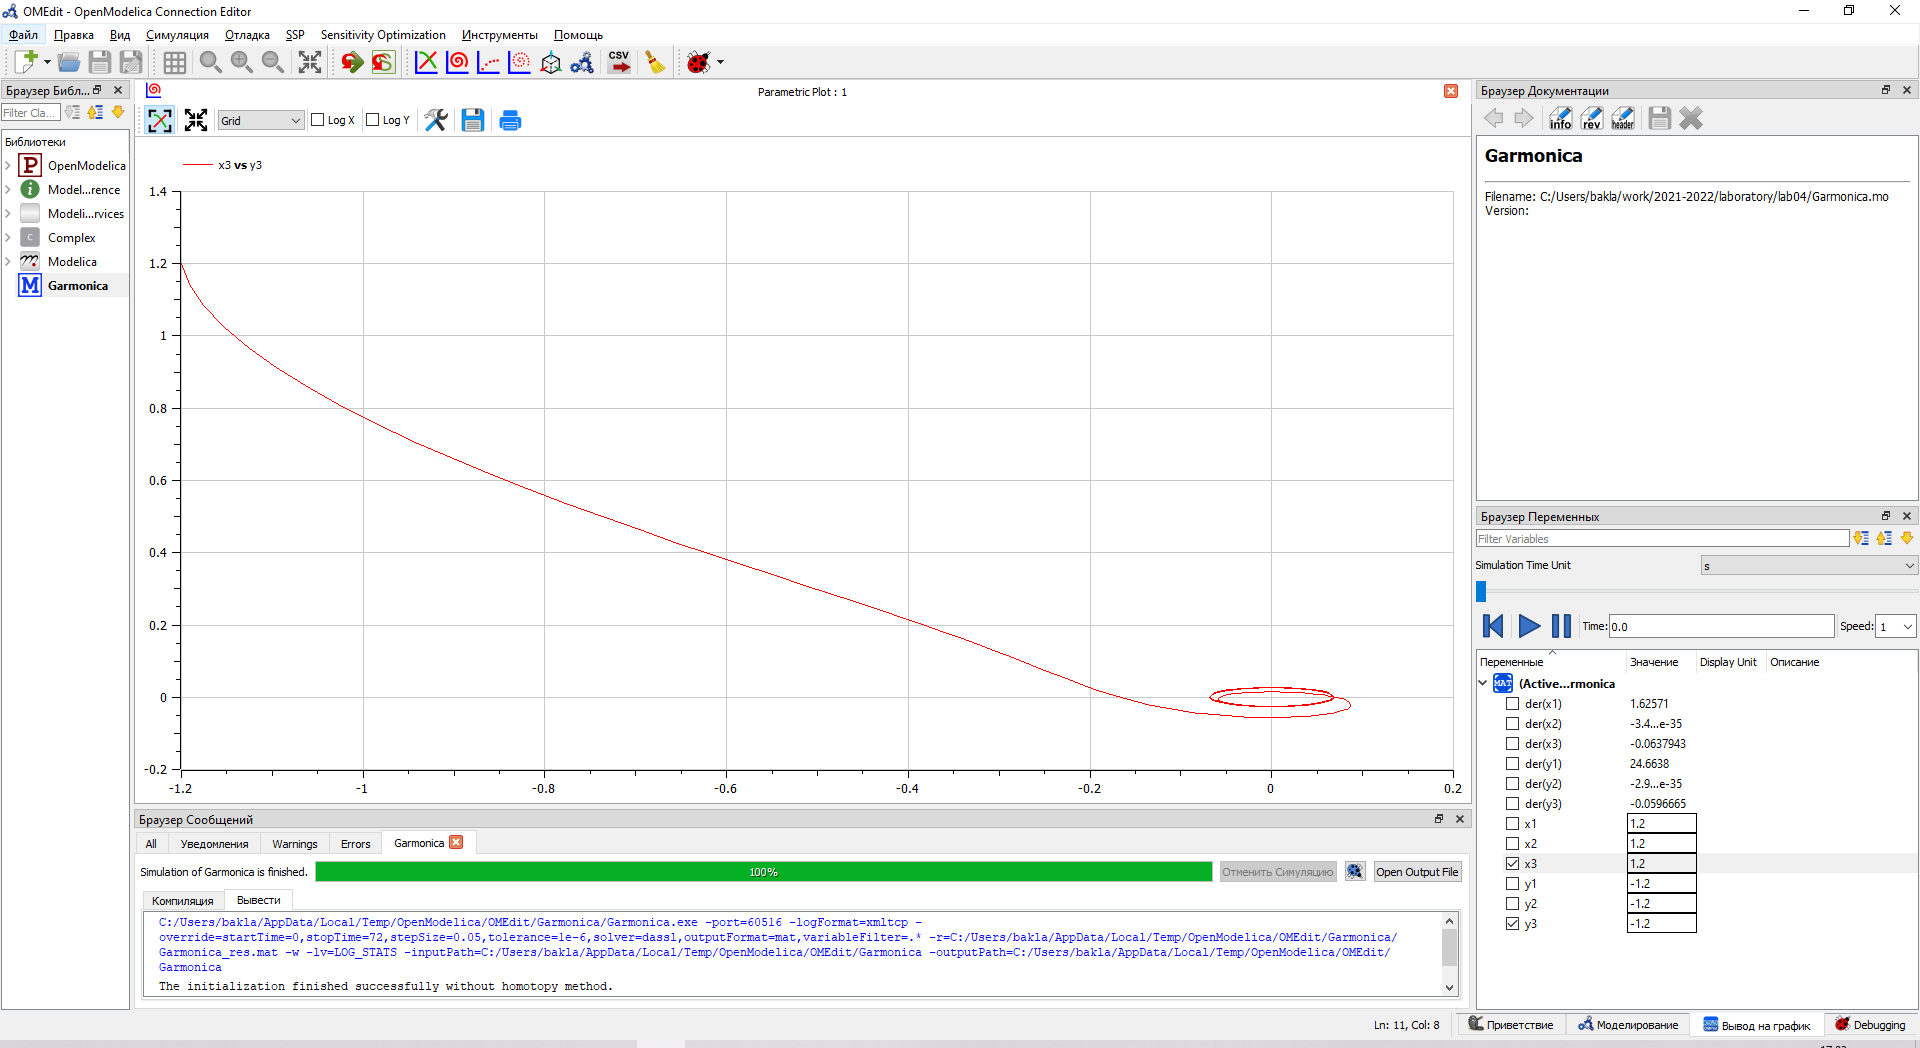 OMEdit - OpenModelica Connection Editor
Файл Правка Вид Симуляция Отладка SSP Sensitivity Optimization Инструменты Помощь
CSV
Браузер Библ...
Filter Cla...
Библиотеки
P OpenModelica
i Model...rence
Modeli...rvices
C Complex
Modelica
M Garmonica
Parametric Plot : 1
Grid Log X Log Y
x3 vs y3
1.4
1.2
1
0.8
0.6
0.4
0.2
0
-0.2
-1.2 -1 -0.8 -0.6 -0.4 -0.2 0 0.2
Браузер Сообщений
All Уведомления Warnings Errors Garmonica
Simulation of Garmonica is finished. 100% Отменить Симуляцию Open Output File
Компиляция Вывести
C:/Users/bakla/AppData/Local/Temp/OpenModelica/OMEdit/Garmonica/Garmonica.exe -port=60516 -logFormat=xmltcp -
override=startTime=0,stopTime=72,stepSize=0.05,tolerance=1e-6,solver=dassl,outputFormat=mat,variableFilter=.* -r=C:/Users/bakla/AppData/Local/Temp/OpenModelica/OMEdit/Garmonica/
Garmonica_res.mat -w -lv=LOG_STATS -inputPath=C:/Users/bakla/AppData/Local/Temp/OpenModelica/OMEdit/Garmonica -outputPath=C:/Users/bakla/AppData/Local/Temp/OpenModelica/OMEdit/
Garmonica
The initialization finished successfully without homotopy method.
Браузер Документации
info rev header
Garmonica
Filename: C:/Users/bakla/work/2021-2022/laboratory/lab04/Garmonica.mo
Version:
Браузер Переменных
Filter Variables
Simulation Time Unit s
Time: 0.0 Speed: 1
Переменные Значение Display Unit Описание
MAT (Active...rmonica
der(x1) 1.62571
der(x2) -3.4...e-35
der(x3) -0.0637943
der(y1) 24.6638
der(y2) -2.9...e-35
der(y3) -0.0596665
x1 1.2
x2 1.2
x3 1.2
y1 -1.2
y2 -1.2
y3 -1.2
Ln: 11, Col: 8 Приветствие Моделирование Вывод на график Debugging